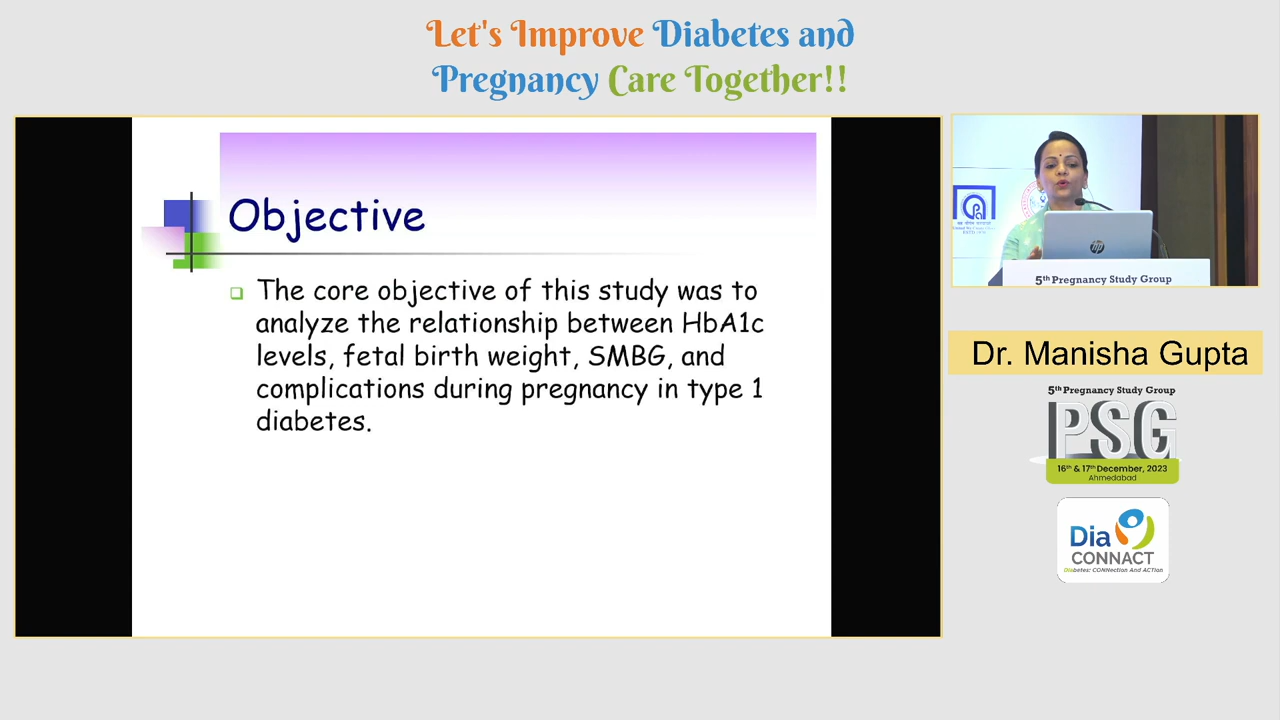 Let's Improve Diabetes and
Pregnancy Care Together!!
Objective
The core objective of this study was to
analyze the relationship between HbA1c
levels, fetal birth weight, SMBG, and
complications during pregnancy in type 1
diabetes.
hp
5th Pregnancy Study Group
Dr. Manisha Gupta
5th Pregnancy Study Group
PSG
16th & 17th December, 2023
Ahmedabad
Dia
CONNACT
Diabetes: CONNection And ACTion